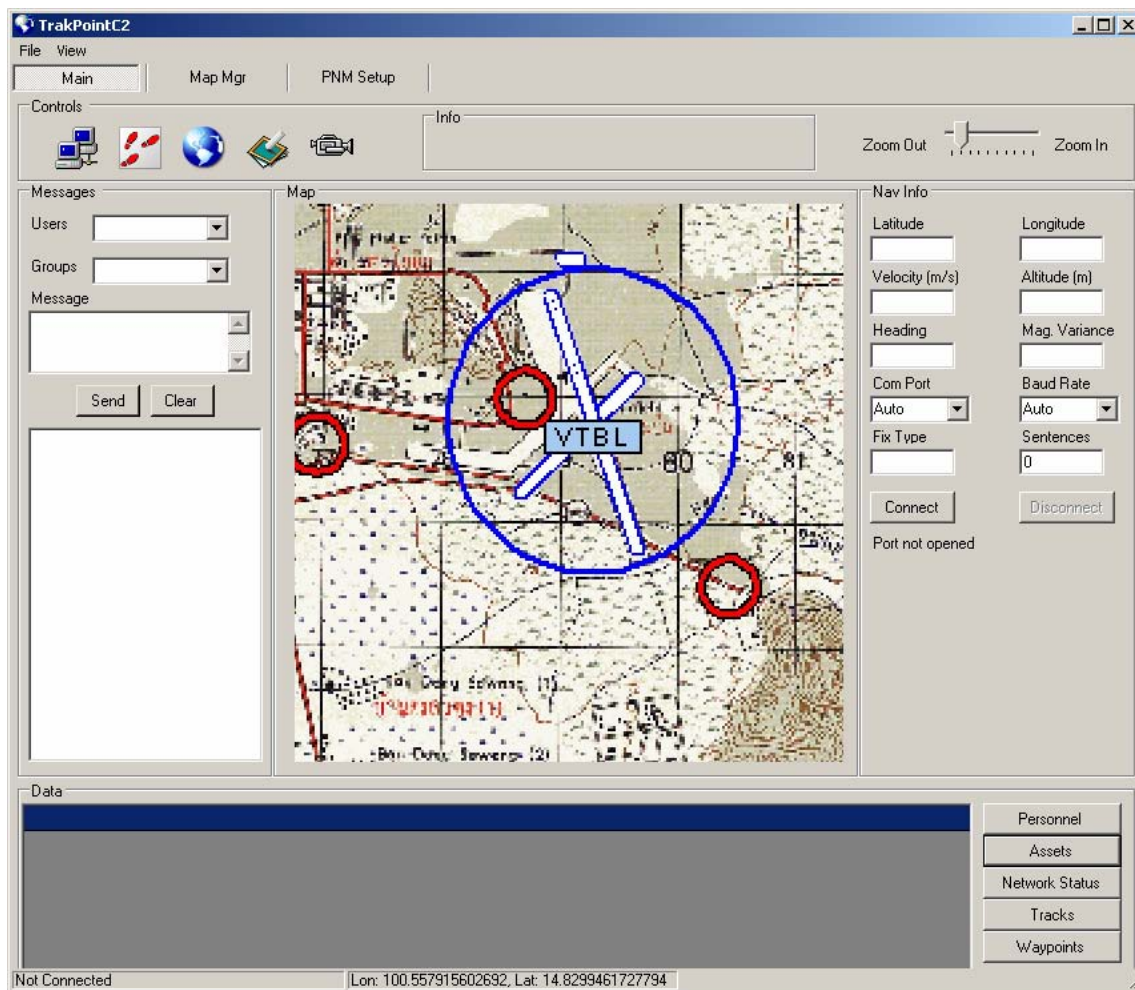 TrakPointC2
File View
Main Map Mgr PNM Setup
Controls
Info
Zoom Out Zoom In
Messages
Users
Groups
Message
Send Clear
Map
VTBL
80 81
Nav Info
Latitude Longitude
Velocity (m/s) Altitude (m)
Heading Mag. Variance
Com Port Baud Rate
Auto Auto
Fix Type Sentences
0
Connect Disconnect
Port not opened
Data
Personnel
Assets
Network Status
Tracks
Waypoints
Not Connected Lon: 100.557915602692, Lat: 14.8299461727794